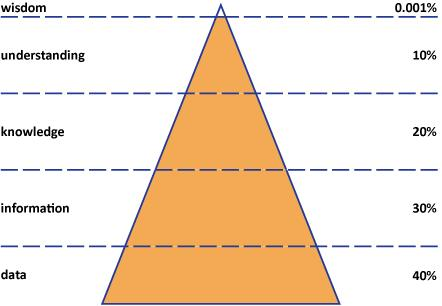 wisdom 0.001%
understanding 10%
knowledge 20%
information 30%
data 40%